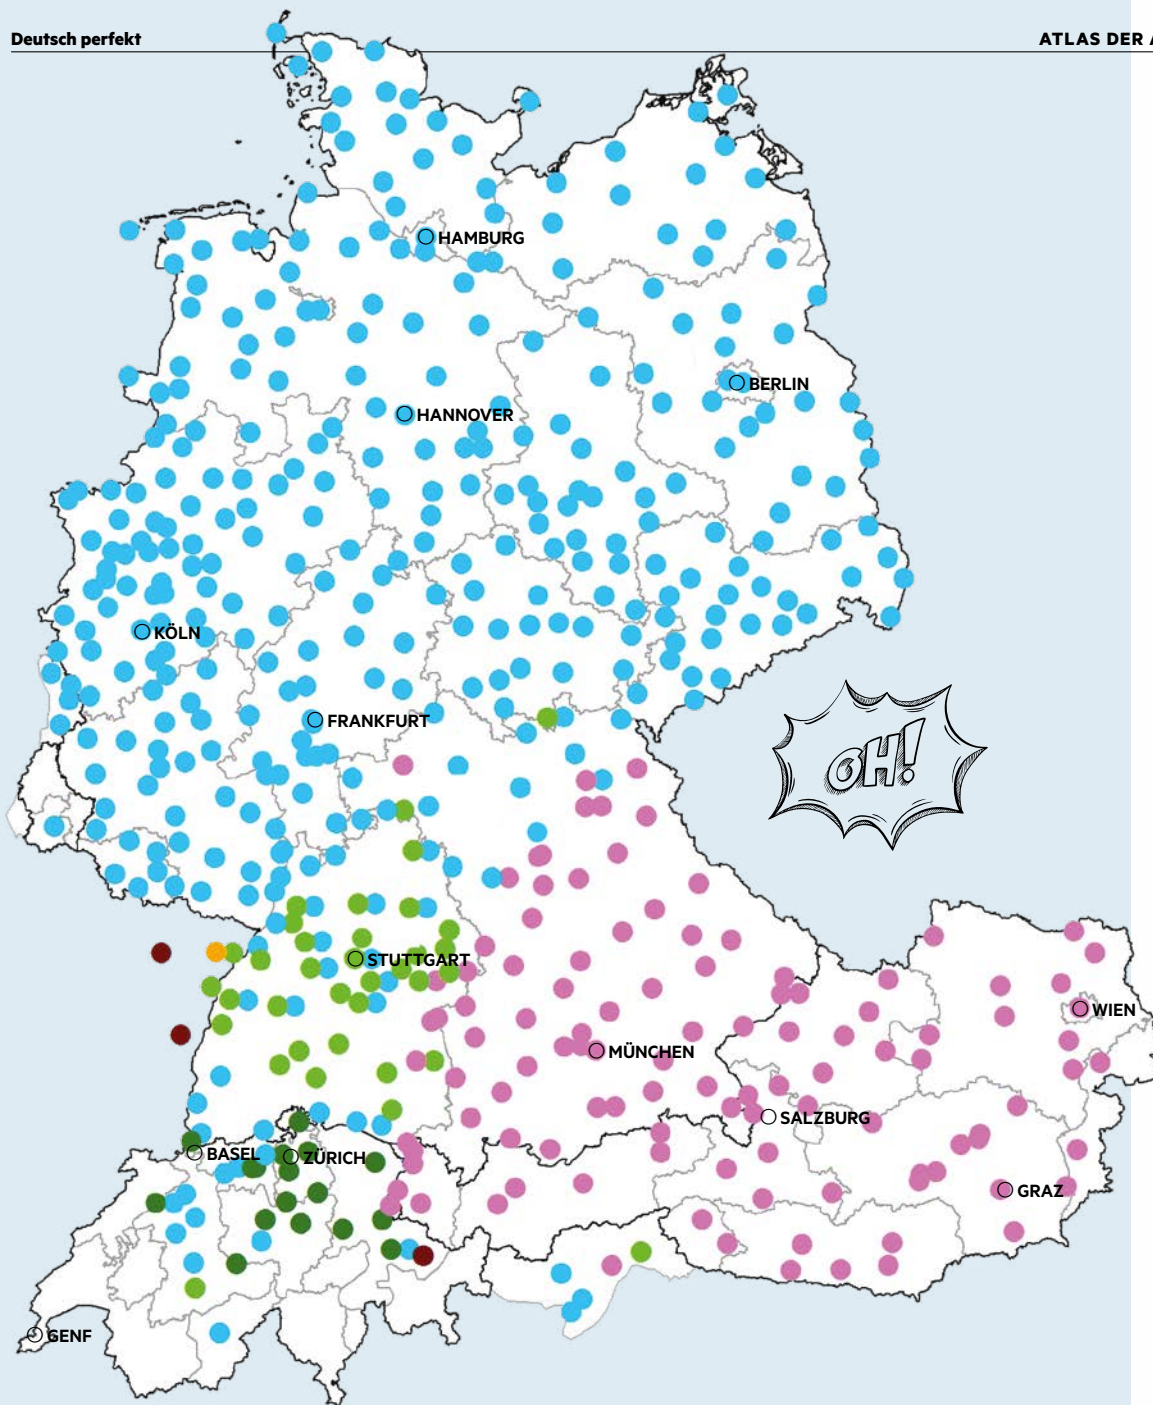 Deutsch perfekt
ATLAS DER A
HAMBURG
BERLIN
HANNOVER
KÖLN
FRANKFURT
OH!
STUTTGART
WIEN
MÜNCHEN
SALZBURG
BASEL
ZÜRICH
GRAZ
GENF